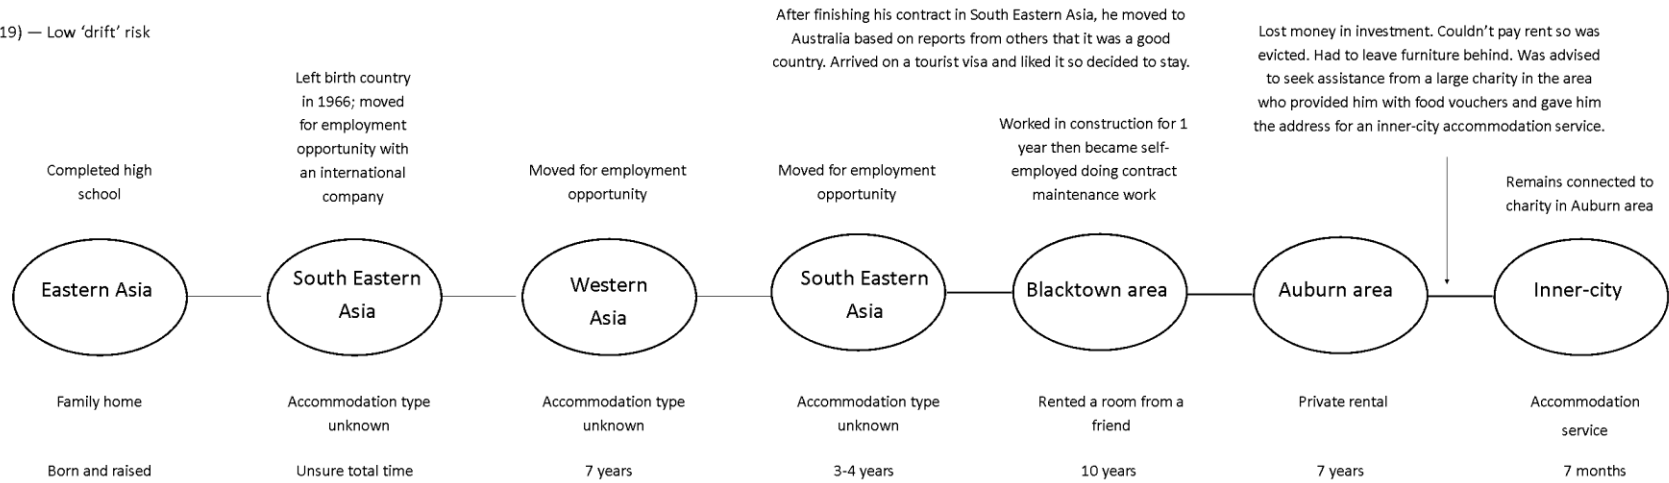 19) — Low ‘drift’ risk
After finishing his contract in South Eastern Asia, he moved to
Australia based on reports from others that it was a good
country. Arrived on a tourist visa and liked it so decided to stay.
Lost money in investment. Couldn’t pay rent so was
evicted. Had to leave furniture behind. Was advised
to seek assistance from a large charity in the area
who provided him with food vouchers and gave him
the address for an inner-city accommodation service.
Completed high
school
Left birth country
in 1966; moved
for employment
opportunity with
an international
company
Moved for employment
opportunity
Moved for employment
opportunity
Worked in construction for 1
year then became self-
employed doing contract
maintenance work
Remains connected to
charity in Auburn area
Eastern Asia
South Eastern
Asia
Western
Asia
South Eastern
Asia
Blacktown area
Auburn area
Inner-city
Family home
Accommodation type
unknown
Accommodation type
unknown
Accommodation type
unknown
Rented a room from a
friend
Private rental
Accommodation
service
Born and raised
Unsure total time
7 years
3-4 years
10 years
7 years
7 months